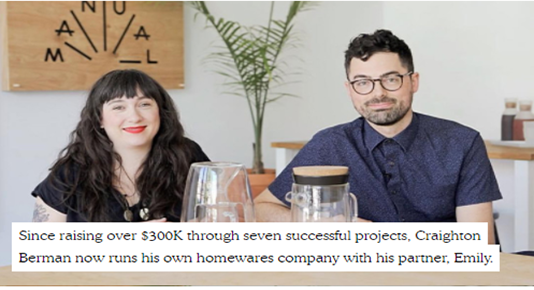 MANUAL
Since raising over $300K through seven successful projects, Craighton
Berman now runs his own homewares company with his partner, Emily.